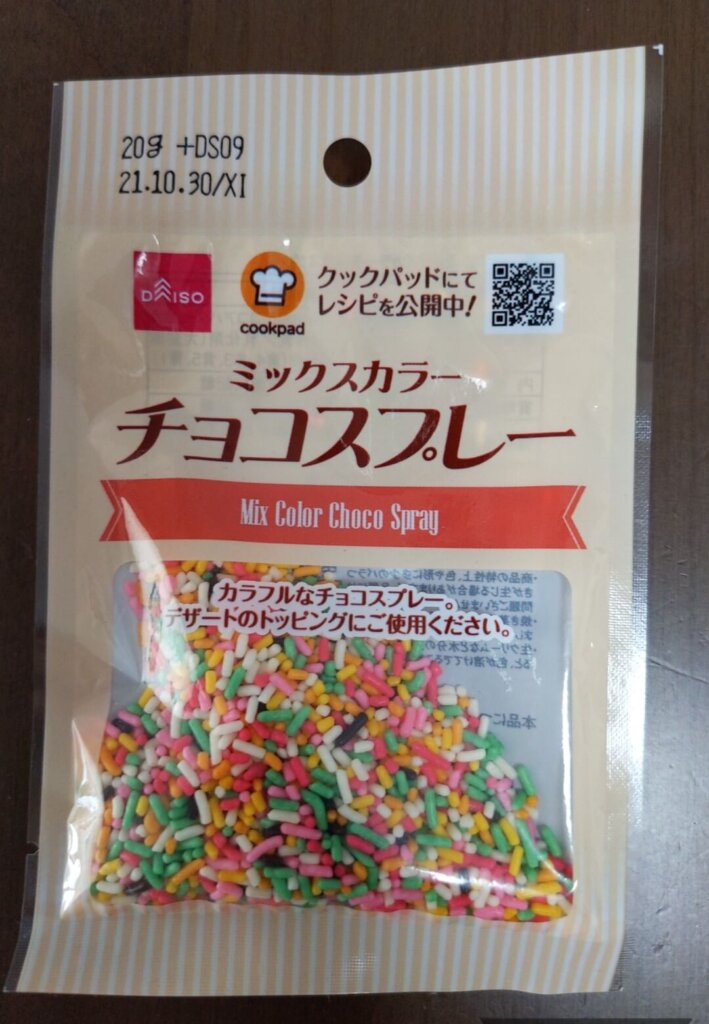 20g +DS09
21.10.30/XI
DAISO
cookpad
クックパッドにて
レシピを公開中!
ミックスカラー
チョコスプレー
Mix Color Choco Spray
カラフルなチョコスプレー。
デザートのトッピングにご使用ください。